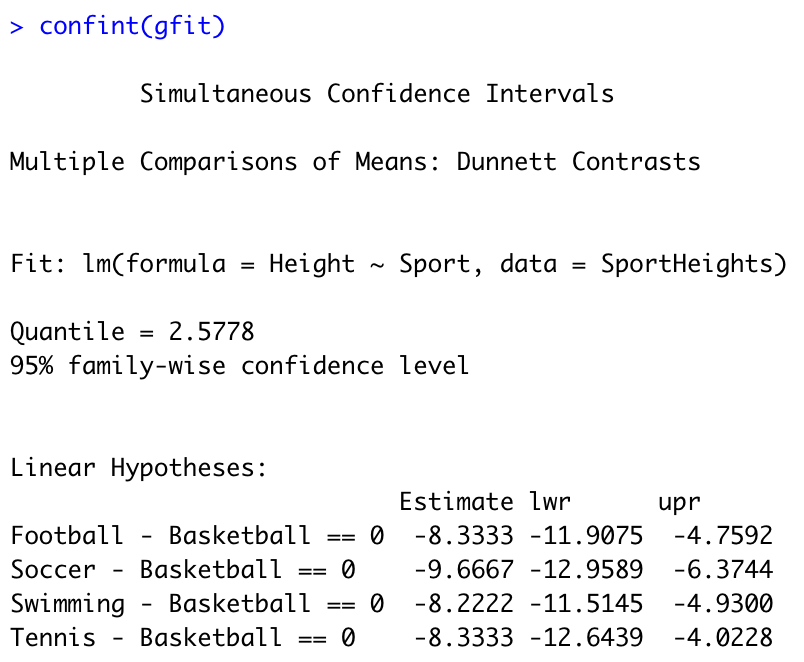 > confint(gfit)
Simultaneous Confidence Intervals
Multiple Comparisons of Means: Dunnett Contrasts
Fit: lm(formula = Height ~ Sport, data = SportHeights)
Quantile = 2.5778
95% family-wise confidence level
Linear Hypotheses:
Estimate lwr upr
Football - Basketball == 0 -8.3333 -11.9075 -4.7592
Soccer - Basketball == 0 -9.6667 -12.9589 -6.3744
Swimming - Basketball == 0 -8.2222 -11.5145 -4.9300
Tennis - Basketball == 0 -8.3333 -12.6439 -4.0228